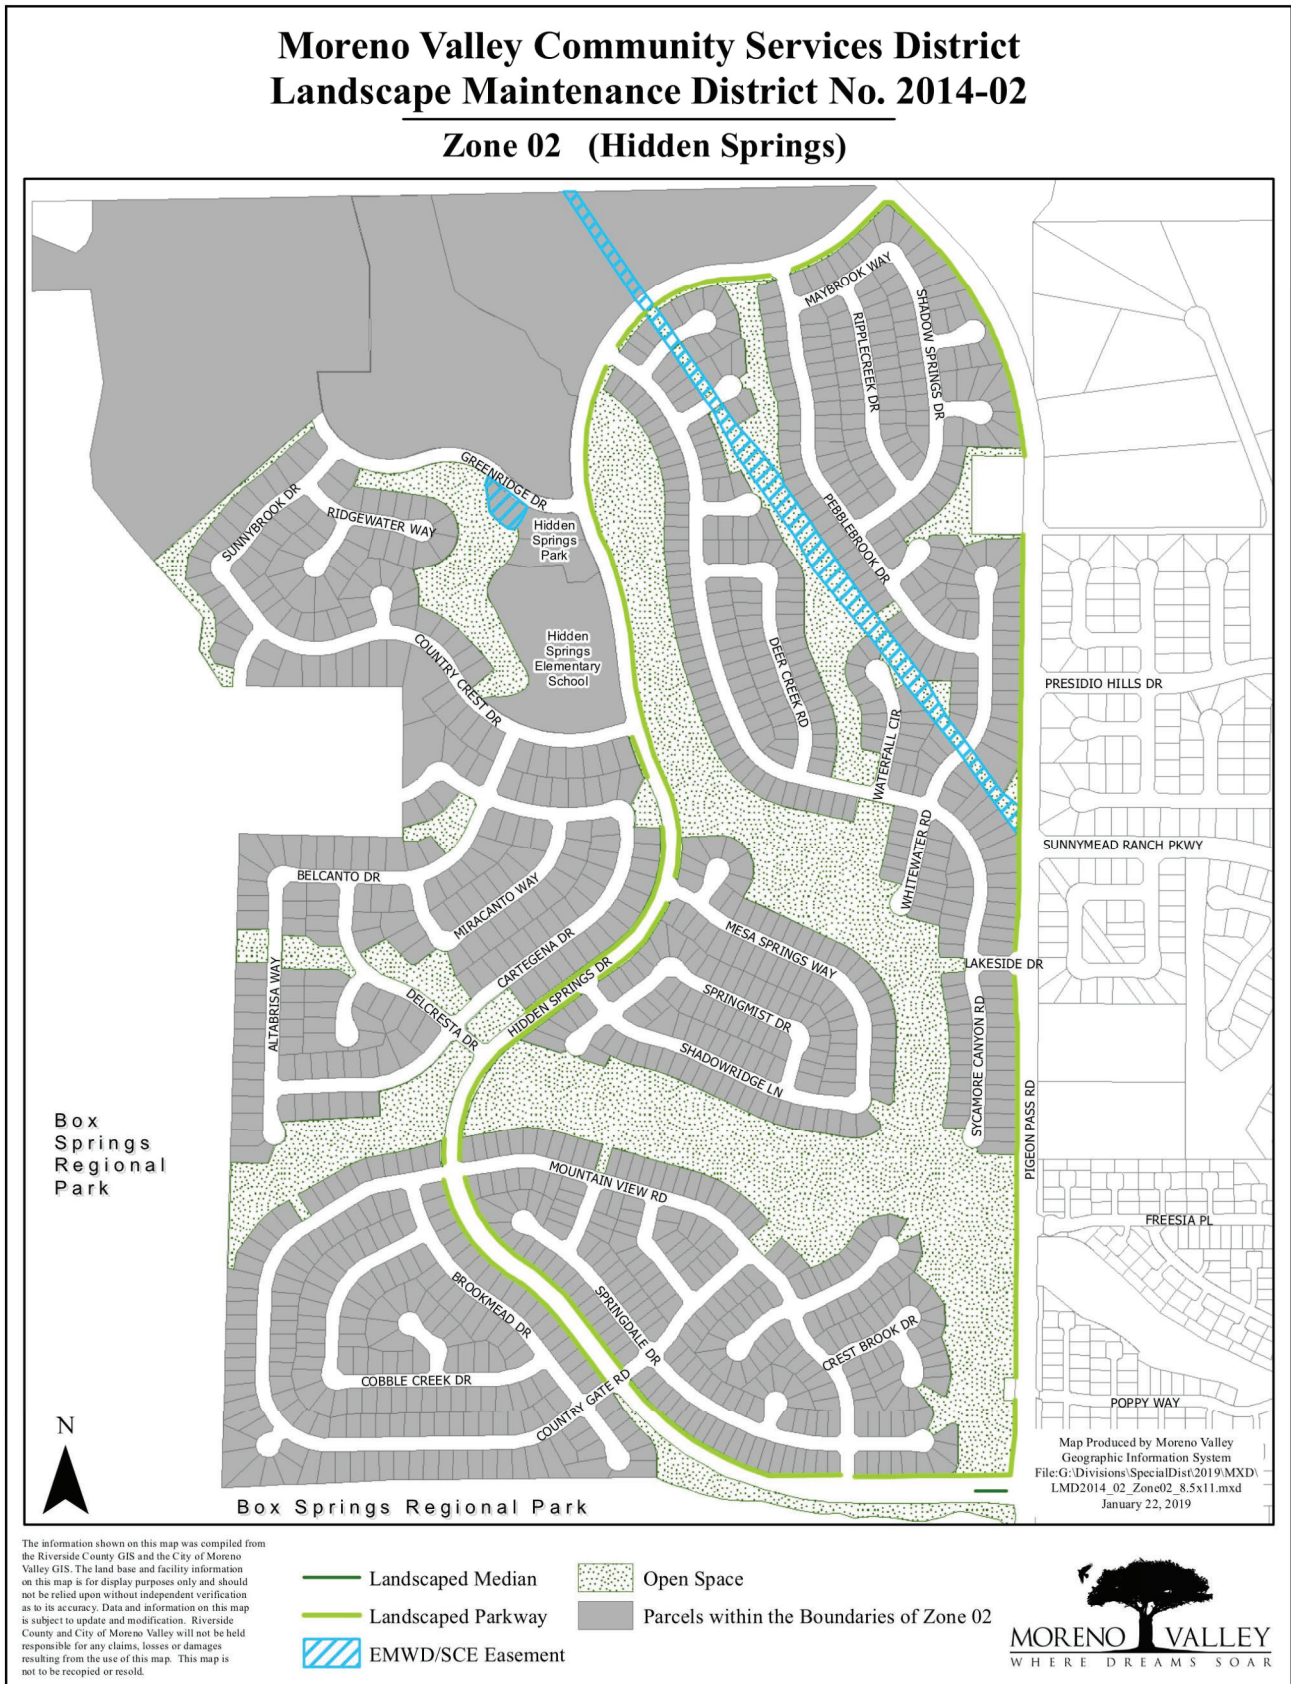 Moreno Valley Community Services District
Landscape Maintenance District No. 2014-02
Zone 02 (Hidden Springs)
MAYBROOK WAY
SHADOW SPRINGS DR
RIPPLECREEK DR
GREENRIDGE DR
SUNNYBROOK DR
RIDGEWATER WAY
Hidden
Springs
Park
PEBBLEBROOK DR
Hidden
Springs
Elementary
School
COUNTRY CREST DR
DEER CREEK RD
PRESIDIO HILLS DR
WATERFALL CIR
WHITEWATER RD
SUNNYMEAD RANCH PKWY
BELCANTO DR
MIRACANTO WAY
CARTEGENA DR
MESA SPRINGS WAY
LAKESIDE DR
HIDDEN SPRINGS DR
SPRINGMIST DR
ALTABRISA WAY
DELCRESTA DR
SHADOWRIDGE LN
SYCAMORE CANYON RD
PIGEON PASS RD
Box
Springs
Regional
Park
MOUNTAIN VIEW RD
FREESIA PL
BROOKMEAD DR
SPRINGDALE DR
CREST BROOK DR
COBBLE CREEK DR
COUNTRY GATE RD
POPPY WAY
N
Map Produced by Moreno Valley
Geographic Information System
File:G:\Divisions\SpecialDist\2019\MXD\
LMD2014_02_Zone02_8.5x11.mxd
January 22, 2019
Box Springs Regional Park
The information shown on this map was compiled from
the Riverside County GIS and the City of Moreno
Valley GIS. The land base and facility information
on this map is for display purposes only and should
not be relied upon without independent verification
as to its accuracy. Data and information on this map
is subject to update and modification. Riverside
County and City of Moreno Valley will not be held
responsible for any claims, losses or damages
resulting from the use of this map. This map is
not to be recopied or resold.
Landscaped Median
Landscaped Parkway
EMWD/SCE Easement
Open Space
Parcels within the Boundaries of Zone 02
MORENO VALLEY
WHERE DREAMS SOAR